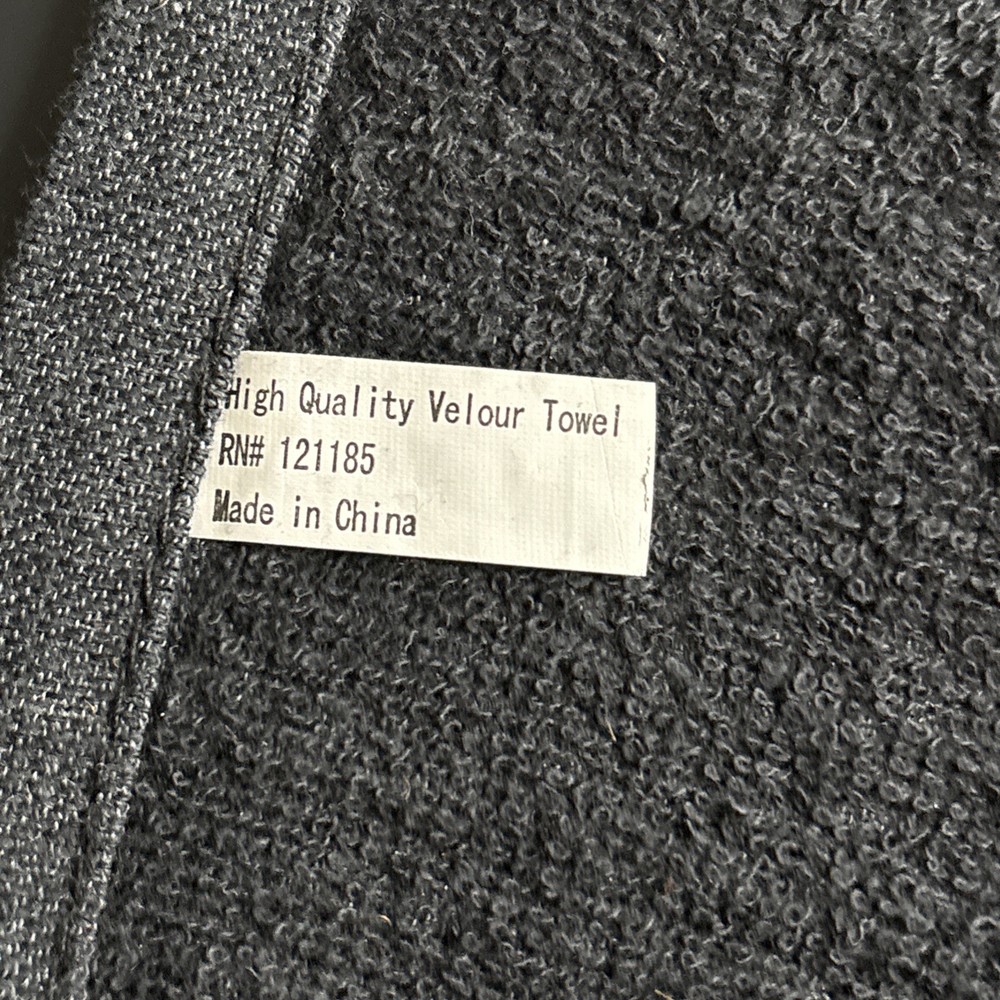 High Quality Velour Towel
RN# 121185
Made in China